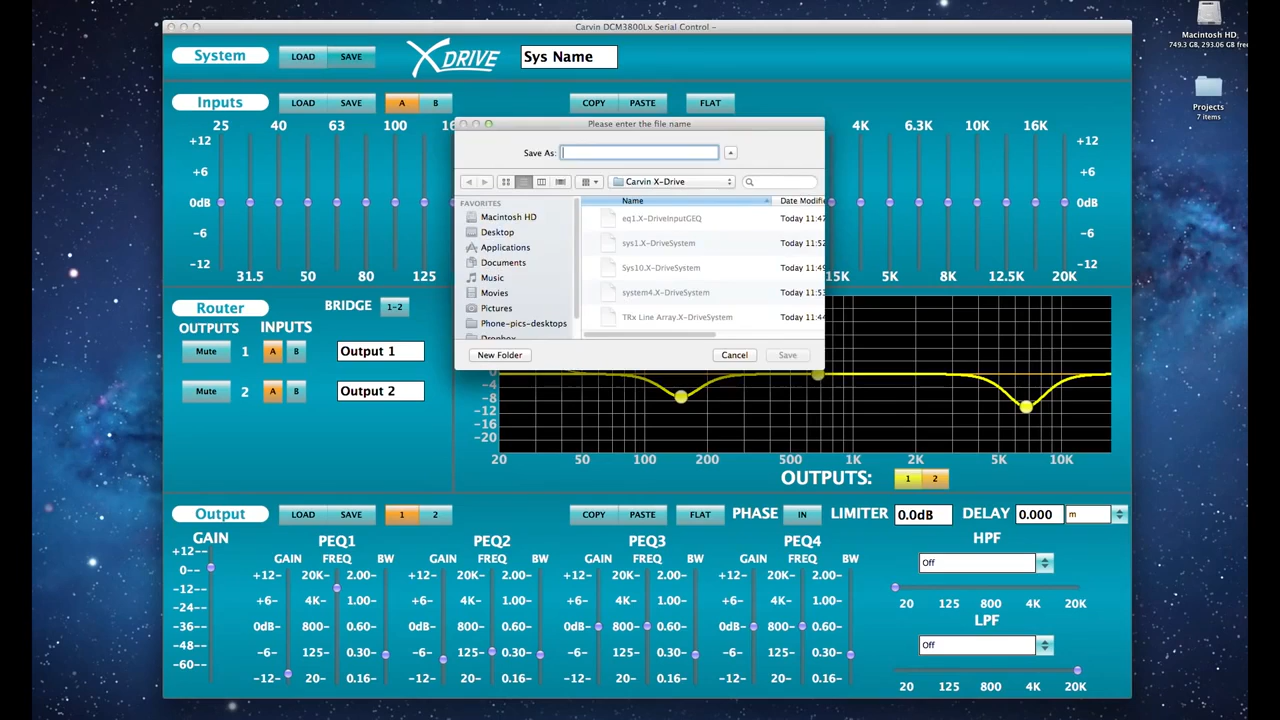 Carvin DCM3800Lx Serial Control –
Macintosh HD
749.3 GB, 293.06 GB free
Projects
7 items
System LOAD SAVE X DRIVE Sys Name
Inputs LOAD SAVE A B COPY PASTE FLAT
25 40 63 100 4K 6.3K 10K 16K
+12 +12
+6 +6
0dB 0dB
-6 -6
-12 -12
31.5 50 80 125 5K 8K 12.5K 20K
Please enter the file name
Save As:
Carvin X-Drive
FAVORITES
Macintosh HD
Desktop
Applications
Documents
Music
Movies
Pictures
Phone-pics-desktops
Dropbox
Name Date Modifi
eq1.X-DriveInputGEQ Today 11:47
sys1.X-DriveSystem Today 11:52
Sys10.X-DriveSystem Today 11:49
system4.X-DriveSystem Today 11:53
TRx Line Array.X-DriveSystem Today 11:44
New Folder Cancel Save
Router BRIDGE 1-2
OUTPUTS INPUTS
Mute 1 A B Output 1
Mute 2 A B Output 2
-4
-8
-12
-16
-20
20 50 100 200 500 1K 2K 5K 10K
OUTPUTS: 1 2
Output LOAD SAVE 1 2 COPY PASTE FLAT PHASE IN LIMITER 0.0dB DELAY 0.000 m
GAIN PEQ1 PEQ2 PEQ3 PEQ4 HPF
GAIN FREQ BW GAIN FREQ BW GAIN FREQ BW GAIN FREQ BW
+12--
0--
-12--
-24--
-36--
-48--
-60--
+12– 20K– 2.00– +12– 20K– 2.00– +12– 20K– 2.00– +12– 20K– 2.00–
+6– 4K– 1.00– +6– 4K– 1.00– +6– 4K– 1.00– +6– 4K– 1.00–
0dB– 800– 0.60– 0dB– 800– 0.60– 0dB– 800– 0.60– 0dB– 800– 0.60–
-6– 125– 0.30– -6– 125– 0.30– -6– 125– 0.30– -6– 125– 0.30–
-12– 20– 0.16– -12– 20– 0.16– -12– 20– 0.16– -12– 20– 0.16–
Off
20 125 800 4K 20K
LPF
Off
20 125 800 4K 20K